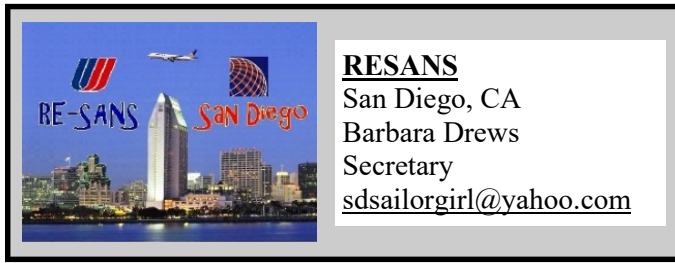 RE-SANS
San Diego
RESANS
San Diego, CA
Barbara Drews
Secretary
sdsailorgirl@yahoo.com